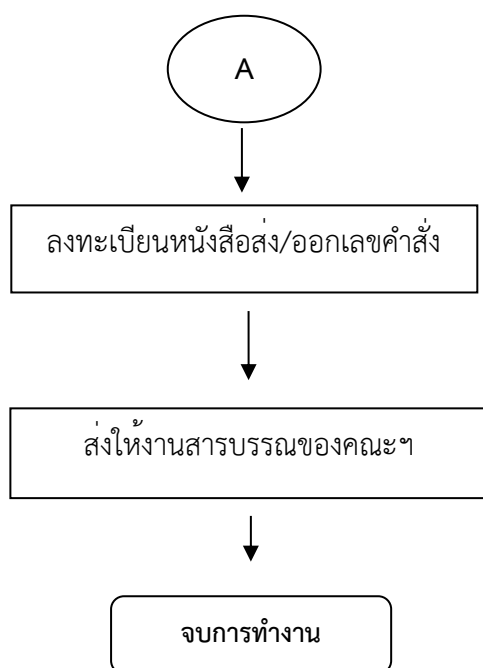 A
ลงทะเบียนหนังสือส่ง/ออกเลขคำสั่ง
ส่งให้งานสารบรรณของคณะฯ
จบการทำงาน